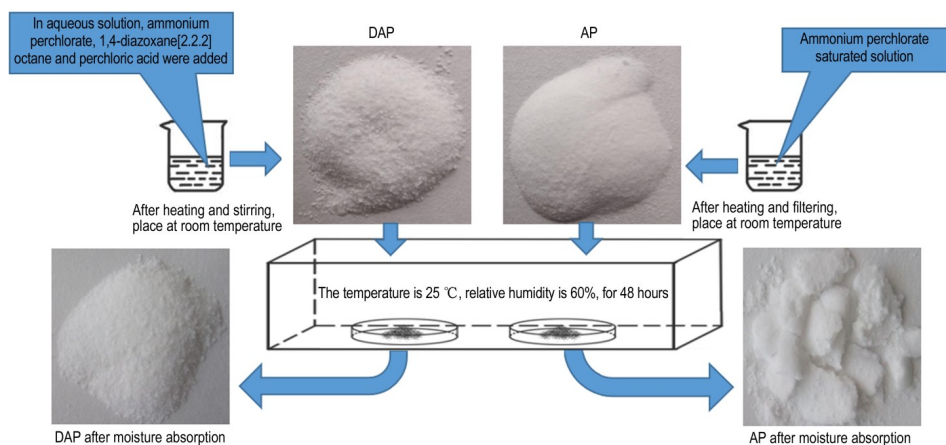 In aqueous solution, ammonium
perchlorate, 1,4-diazoxane[2.2.2]
octane and perchloric acid were added
DAP
AP
Ammonium perchlorate
saturated solution
After heating and stirring,
place at room temperature
After heating and filtering,
place at room temperature
The temperature is 25 ℃, relative humidity is 60%, for 48 hours
DAP after moisture absorption
AP after moisture absorption